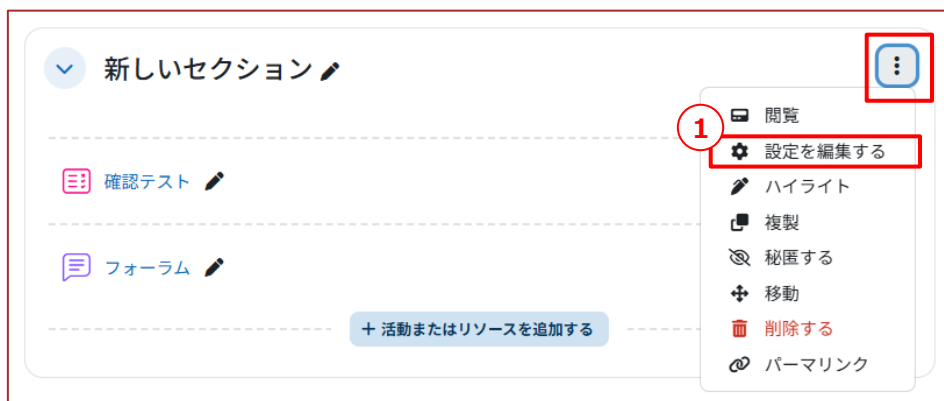 新しいセクション
1
閲覧
設定を編集する
確認テスト
ハイライト
複製
フォーラム
秘匿する
移動
+ 活動またはリソースを追加する
削除する
パーマリンク